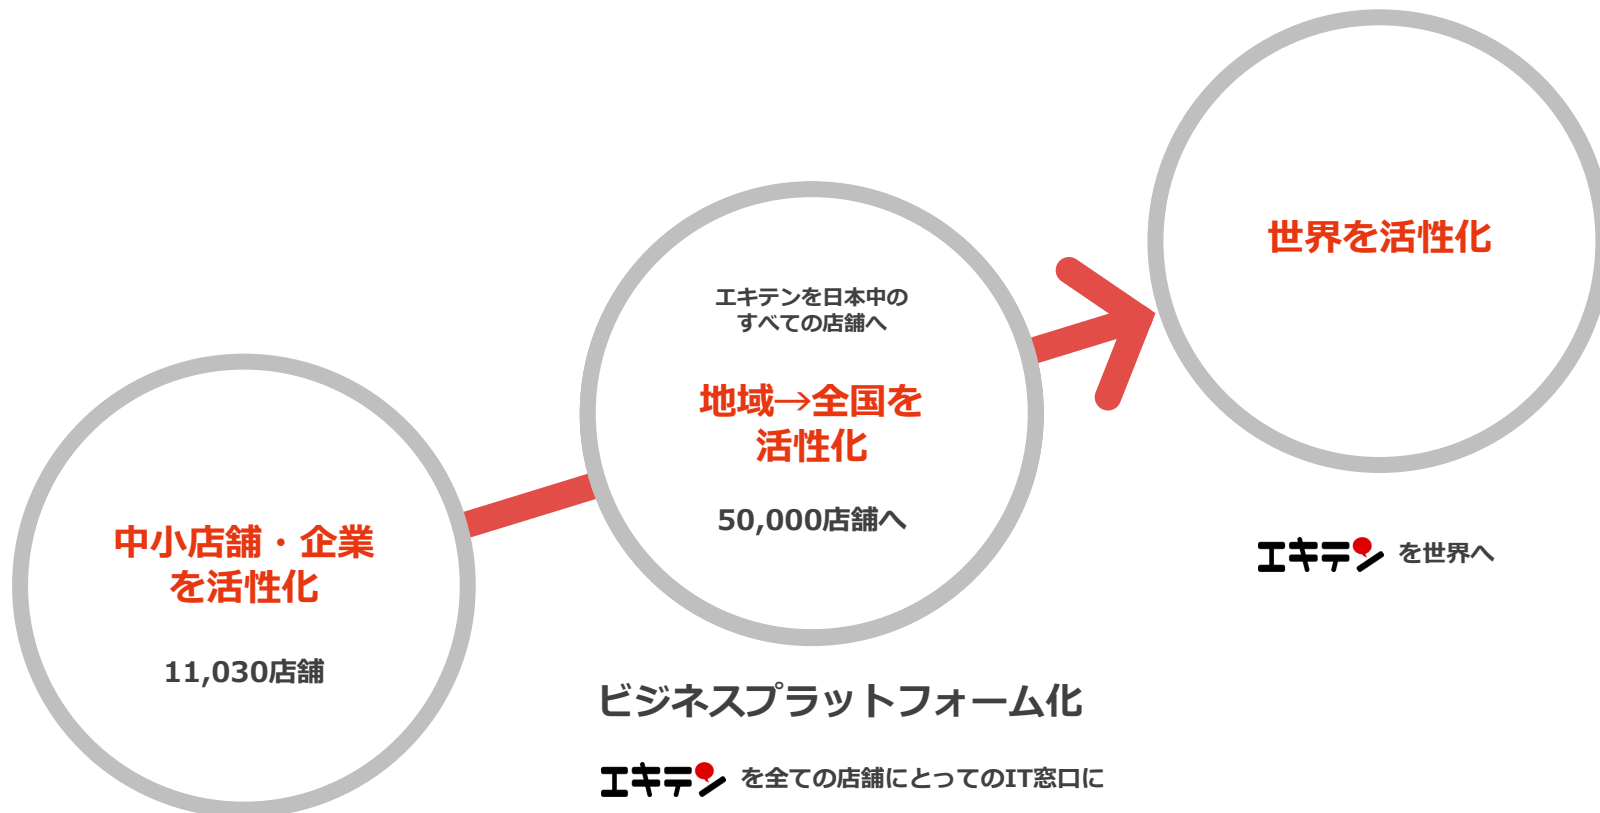 中小店舗・企業
を活性化
11,030店舗
エキテンを日本中の
すべての店舗へ
地域→全国を
活性化
50,000店舗へ
ビジネスプラットフォーム化
エキテン を全ての店舗にとってのIT窓口に
世界を活性化
エキテン を世界へ